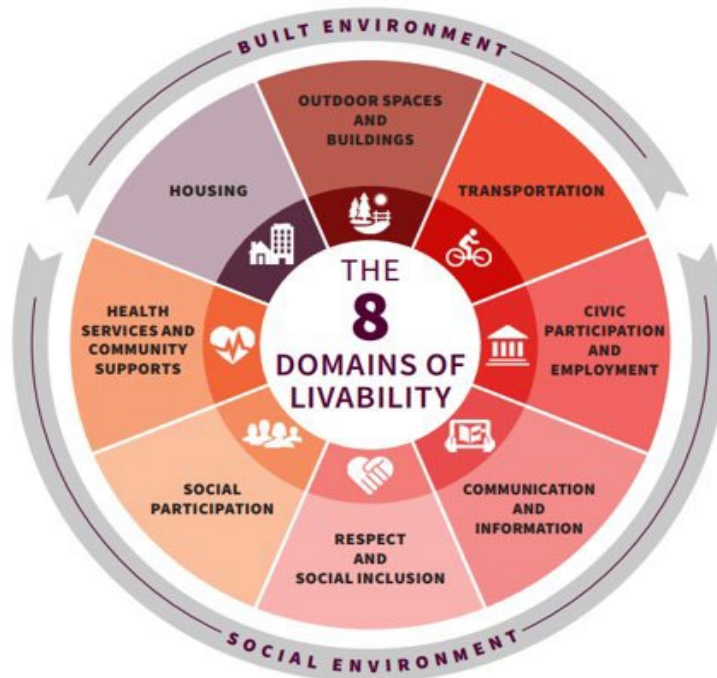 BUILT ENVIRONMENT
OUTDOOR SPACES
AND
BUILDINGS
TRANSPORTATION
CIVIC
PARTICIPATION
AND
EMPLOYMENT
COMMUNICATION
AND
INFORMATION
RESPECT
AND
SOCIAL INCLUSION
SOCIAL
PARTICIPATION
HEALTH
SERVICES AND
COMMUNITY
SUPPORTS
HOUSING
THE
8
DOMAINS OF
LIVABILITY
SOCIAL ENVIRONMENT